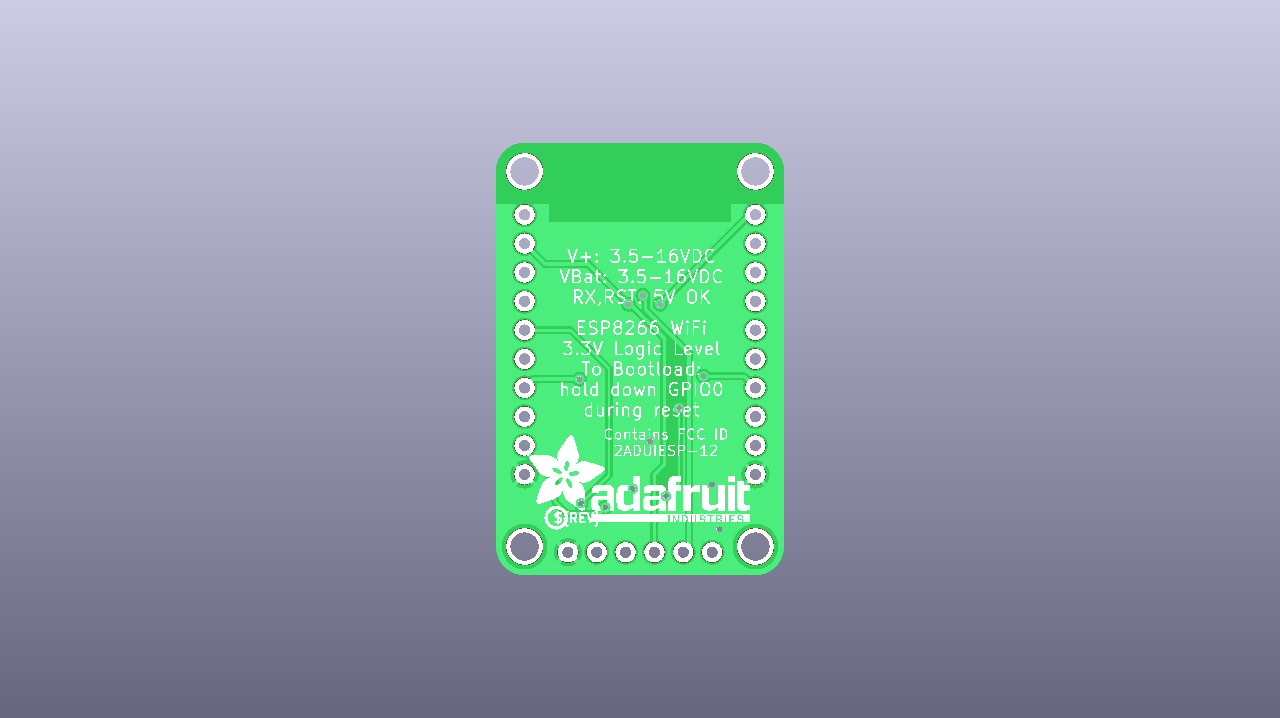 V+: 3.5-16VDC
VBat: 3.5-16VDC
RX,RST: 5V OK
ESP8266 WiFi
3.3V Logic Level
To Bootload:
hold down GPIO0
during reset
Contains FCC ID
2ADUIESP-12
adafruit
INDUSTRIES
${REV}